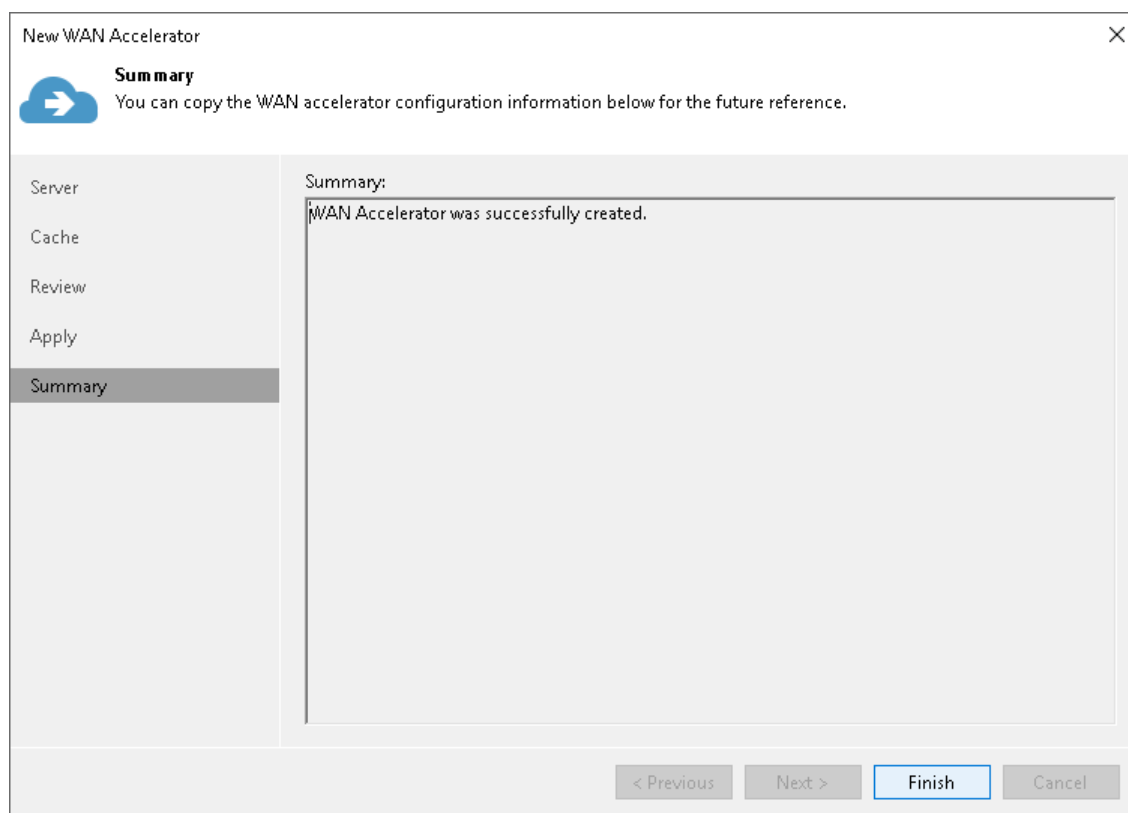 New WAN Accelerator
Summary
You can copy the WAN accelerator configuration information below for the future reference.
Server
Cache
Review
Apply
Summary
Summary:
WAN Accelerator was successfully created.
< Previous
Next >
Finish
Cancel